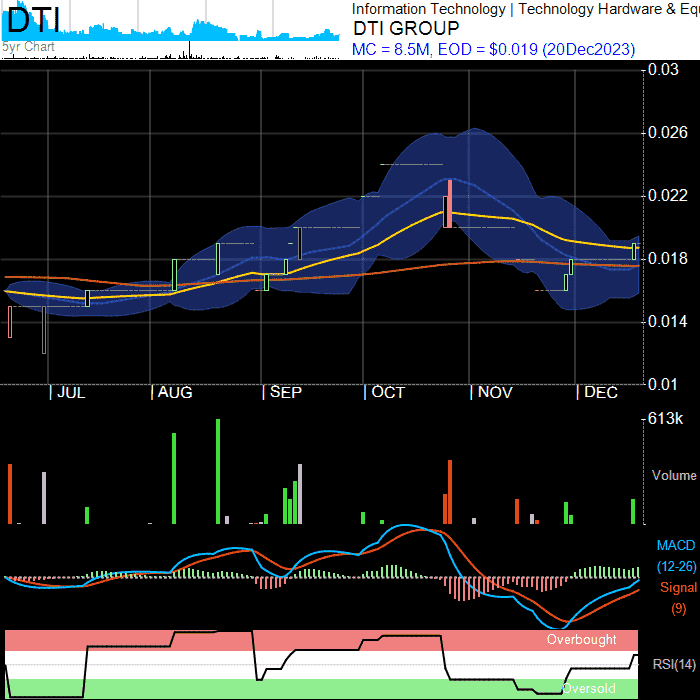 DTI
5yr Chart
Information Technology | Technology Hardware & Equ
DTI GROUP
MC = 8.5M, EOD = $0.019 (20Dec2023)
0.03
0.026
0.022
0.018
0.014
0.01
| JUL | AUG | SEP | OCT | NOV | DEC
613k
Volume
MACD
(12-26)
Signal
(9)
Overbought
RSI(14)
Oversold